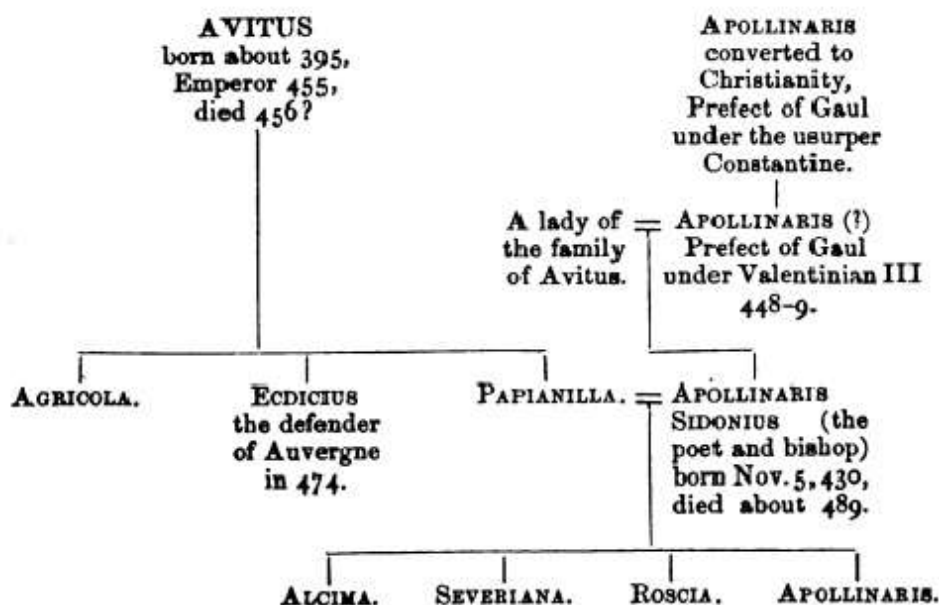 AVITUS
born about 395,
Emperor 455,
died 456?
APOLLINARIS
converted to
Christianity,
Prefect of Gaul
under the usurper
Constantine.
A lady of
the family
of Avitus.
=
APOLLINARIS (?)
Prefect of Gaul
under Valentinian III
448-9.
AGRICOLA.
ECDICIUS
the defender
of Auvergne
in 474.
PAPIANILLA.
=
APOLLINARIS
SIDONIUS (the
poet and bishop)
born Nov. 5, 430,
died about 489.
ALCIMA.
SEVERIANA.
ROSCIA.
APOLLINARIS.